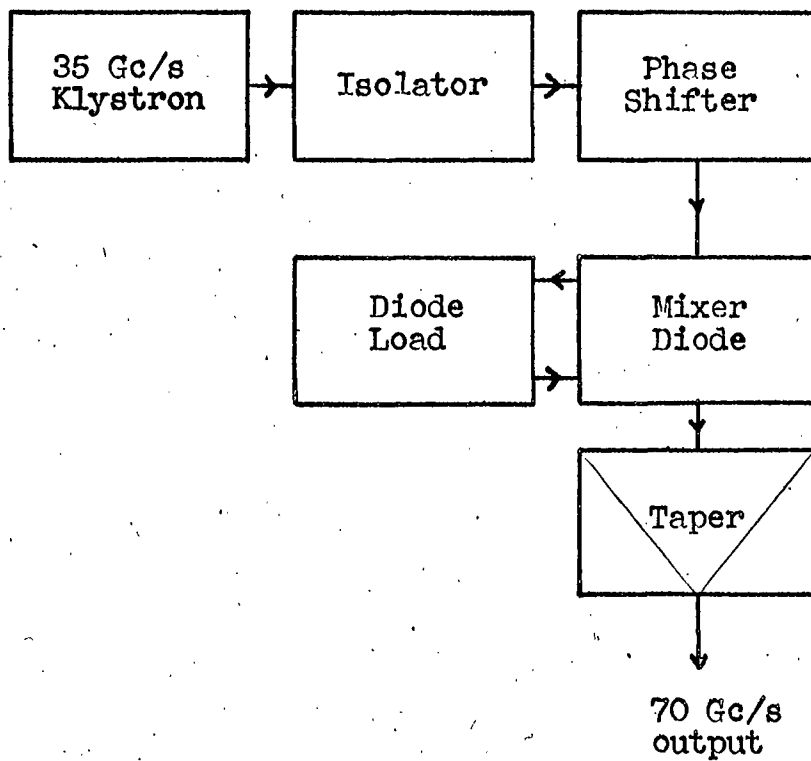 35 Gc/s
Klystron
Isolator
Phase
Shifter
Diode
Load
Mixer
Diode
Taper
70 Gc/s
output